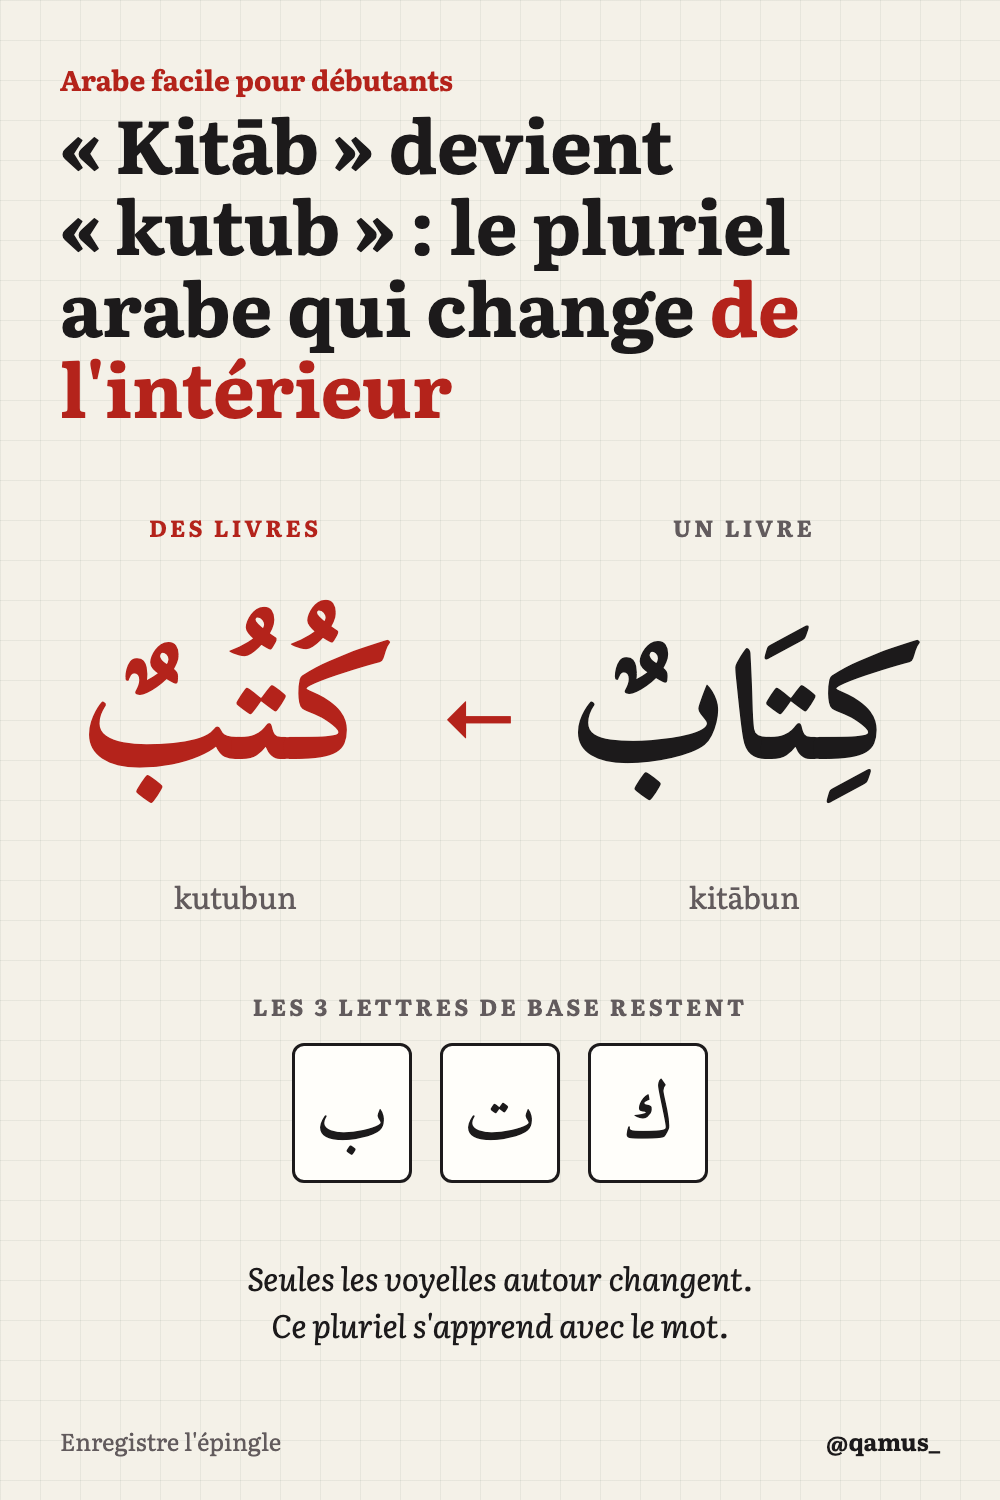 Arabe facile pour débutants
« Kitāb » devient
« kutub » : le pluriel
arabe qui change de
l'intérieur
DES LIVRES
UN LIVRE
كُتُبٌ ← كِتَابٌ
kutubun
kitābun
LES 3 LETTRES DE BASE RESTENT
ك ت ب
Seules les voyelles autour changent.
Ce pluriel s'apprend avec le mot.
Enregistre l'épingle
@qamus_